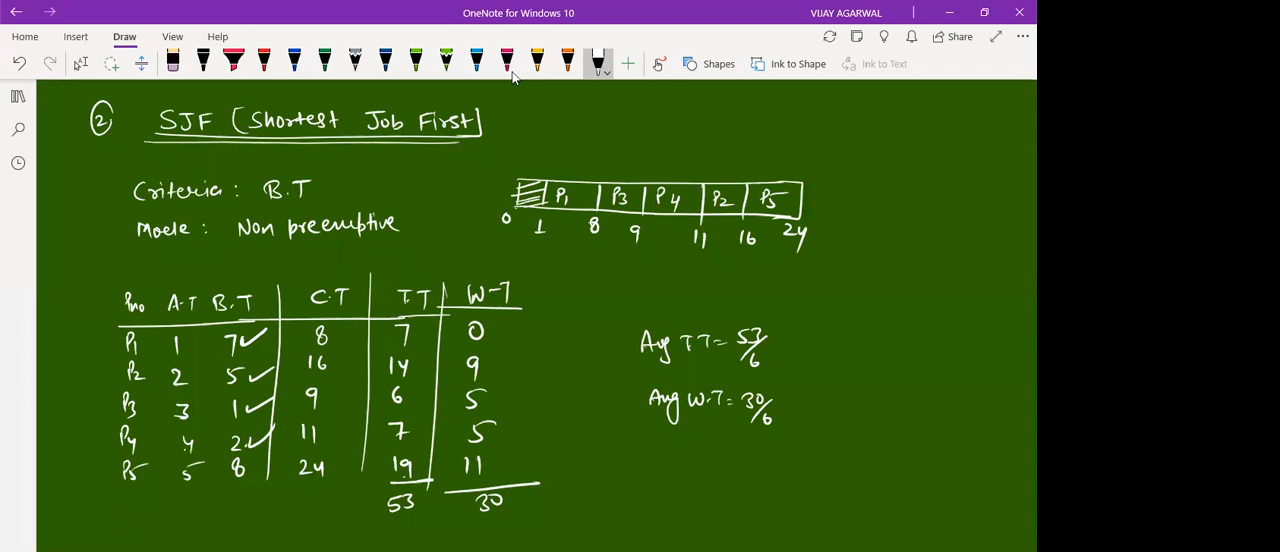 OneNote for Windows 10
VIJAY AGARWAL
Home Insert Draw View Help
Share
Shapes Ink to Shape Ink to Text
② SJF [Shortest Job First]
Criteria: B.T
Mode: Non preemptive
P1 P3 P4 P2 P5
0 1 8 9 11 16 24
Pno A.T B.T C.T T.T W-T
P1 1 7 8 7 0
P2 2 5 16 14 9
P3 3 1 9 6 5
P4 4 2 11 7 5
P5 5 8 24 19 11
53 30
Avg TT = 53/6
Avg W.T = 30/6